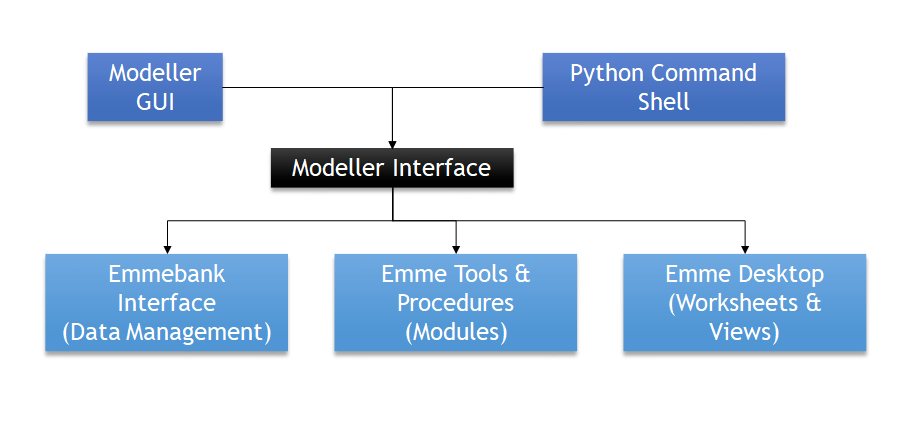 Modeller
GUI
Python Command
Shell
Modeller Interface
Emmebank
Interface
(Data Management)
Emme Tools &
Procedures
(Modules)
Emme Desktop
(Worksheets &
Views)